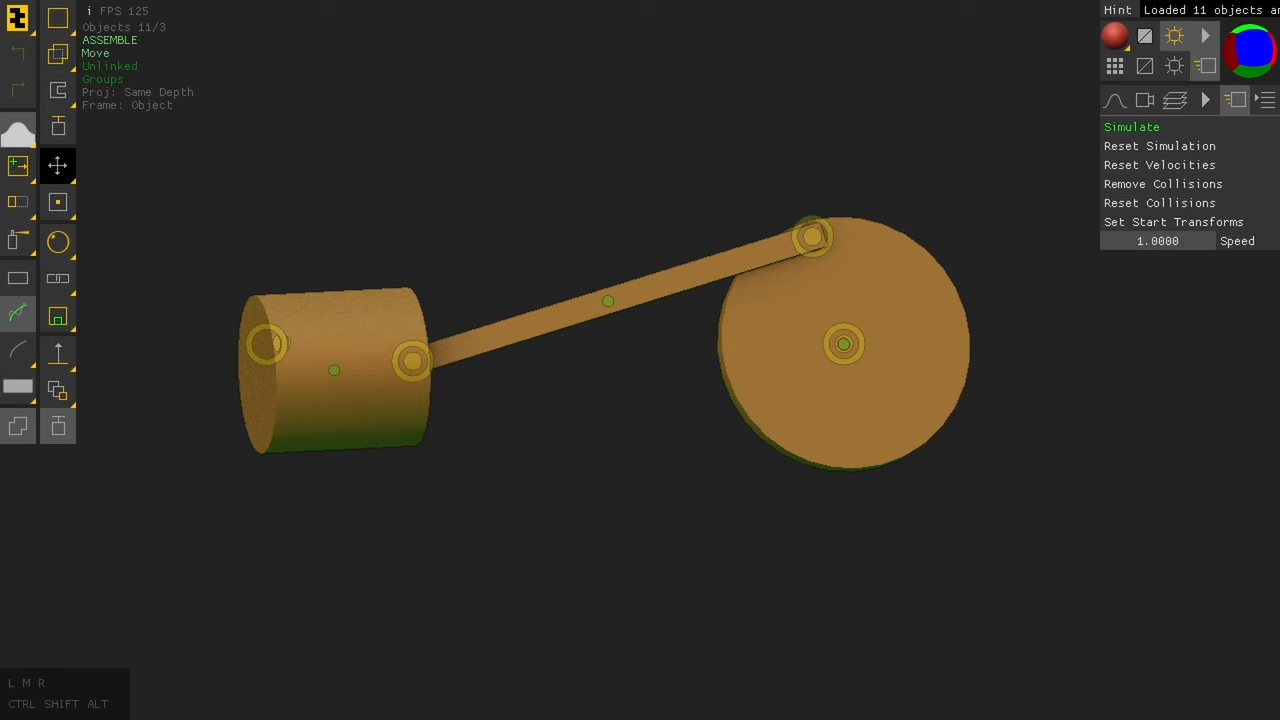 i FPS 125
Objects 11/3
ASSEMBLE
Move
Unlinked
Groups
Proj: Same Depth
Frame: Object
Hint
Loaded 11 objects an
Simulate
Reset Simulation
Reset Velocities
Remove Collisions
Reset Collisions
Set Start Transforms
1.0000 Speed
L M R
CTRL SHIFT ALT